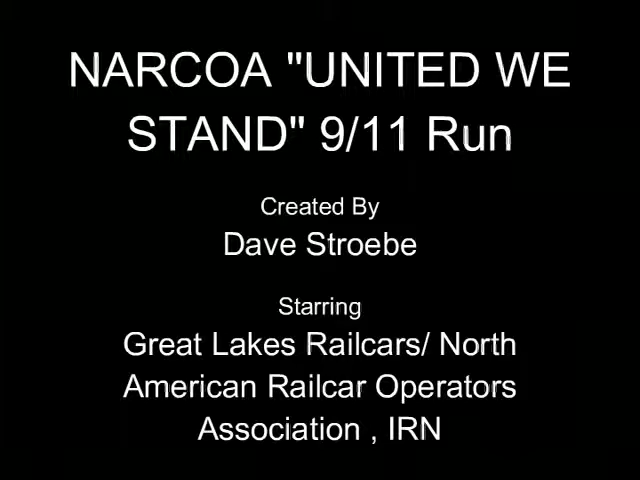 NARCOA "UNITED WE
STAND" 9/11 Run
Created By
Dave Stroebe
Starring
Great Lakes Railcars/ North
American Railcar Operators
Association , IRN